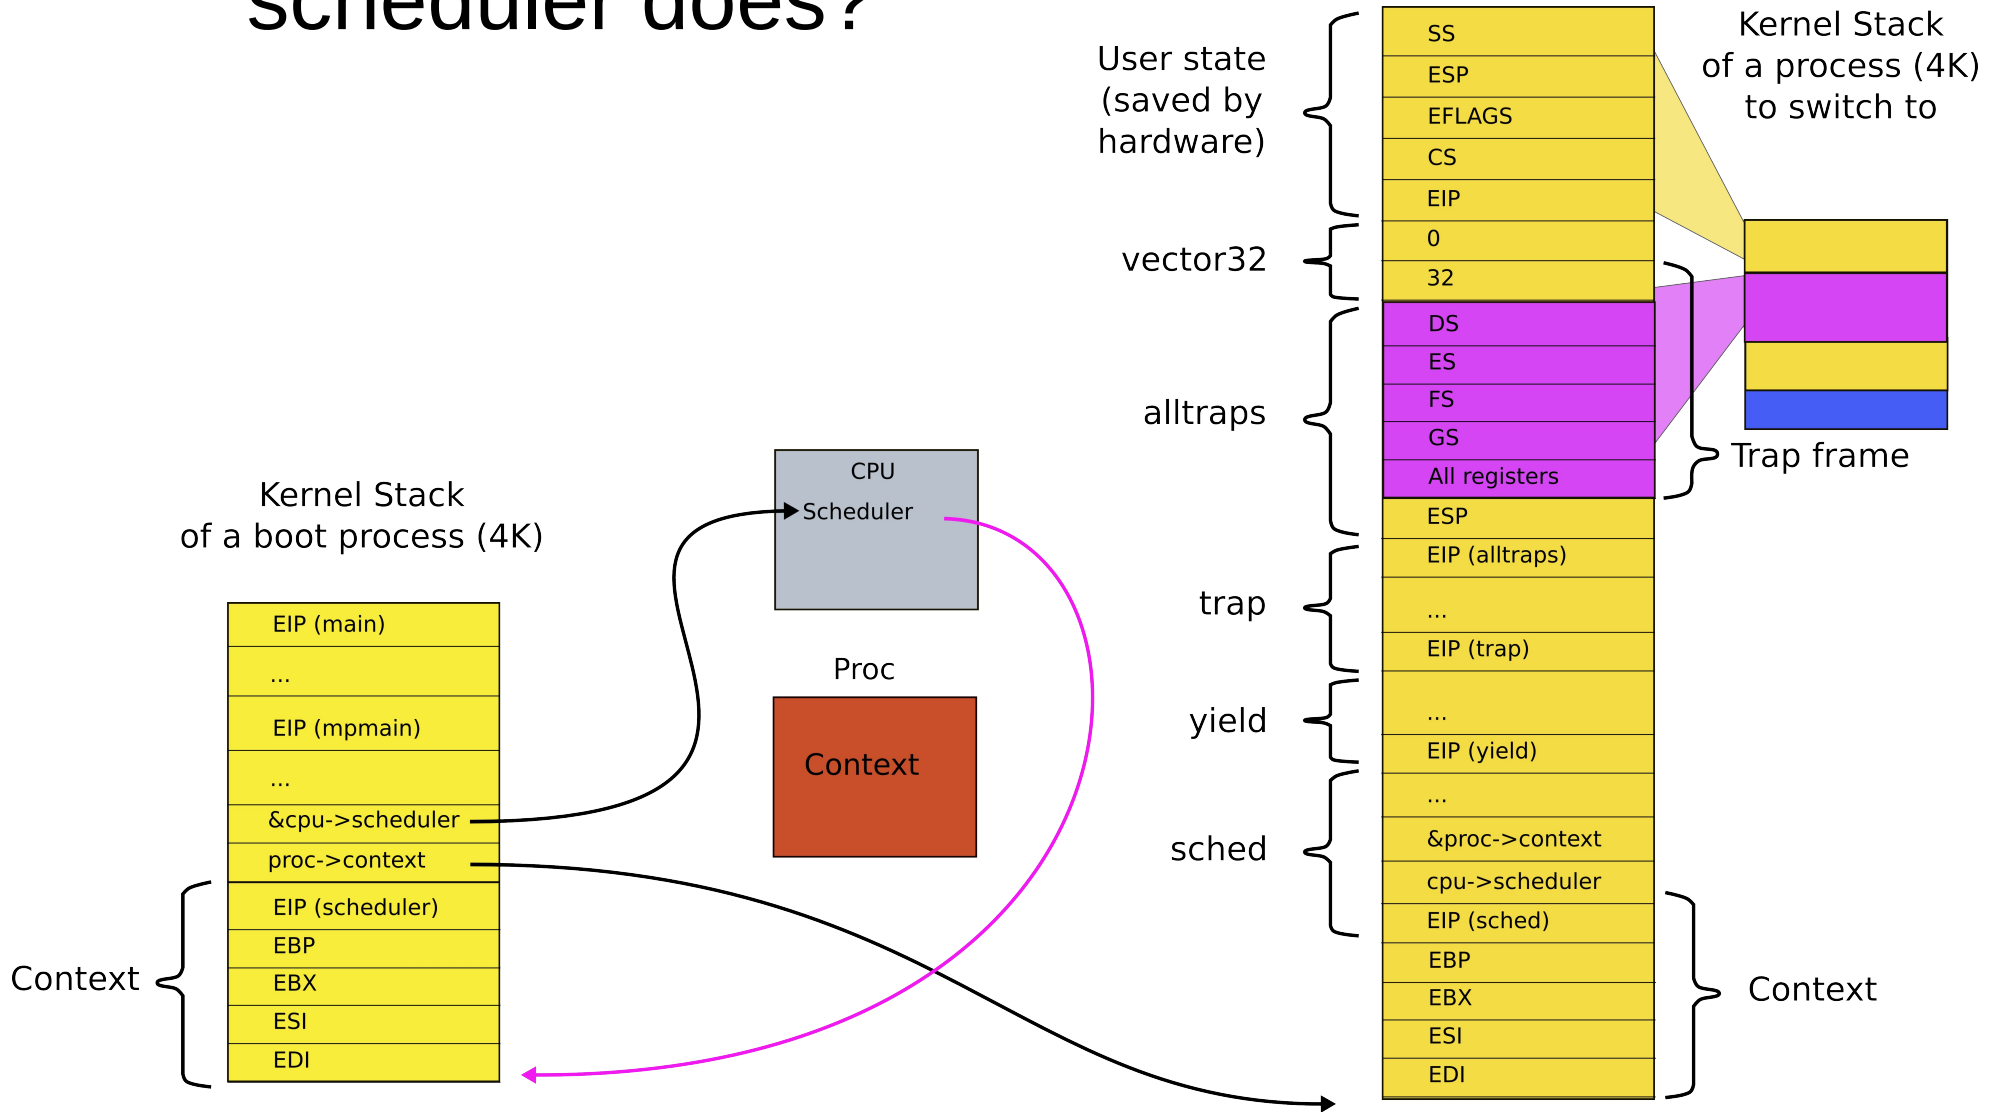 scheduler does?
Kernel Stack
of a boot process (4K)
EIP (main)
...
EIP (mpmain)
...
&cpu->scheduler
proc->context
EIP (scheduler)
EBP
EBX
ESI
EDI
Context
CPU
Scheduler
Proc
Context
User state
(saved by
hardware)
vector32
alltraps
trap
yield
sched
SS
ESP
EFLAGS
CS
EIP
0
32
DS
ES
FS
GS
All registers
ESP
EIP (alltraps)
...
EIP (trap)
...
EIP (yield)
...
&proc->context
cpu->scheduler
EIP (sched)
EBP
EBX
ESI
EDI
Kernel Stack
of a process (4K)
to switch to
Trap frame
Context